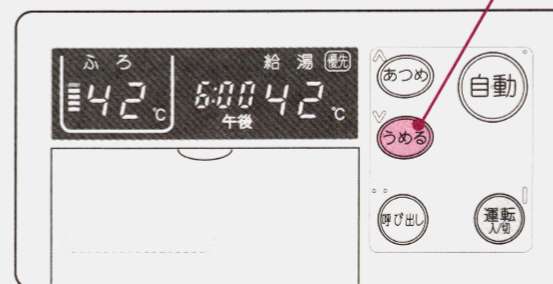 ふろ 給湯 優先
42℃ 6:00 42℃
午後
あつめ
自動
うめる
呼び出し
運転
入/切